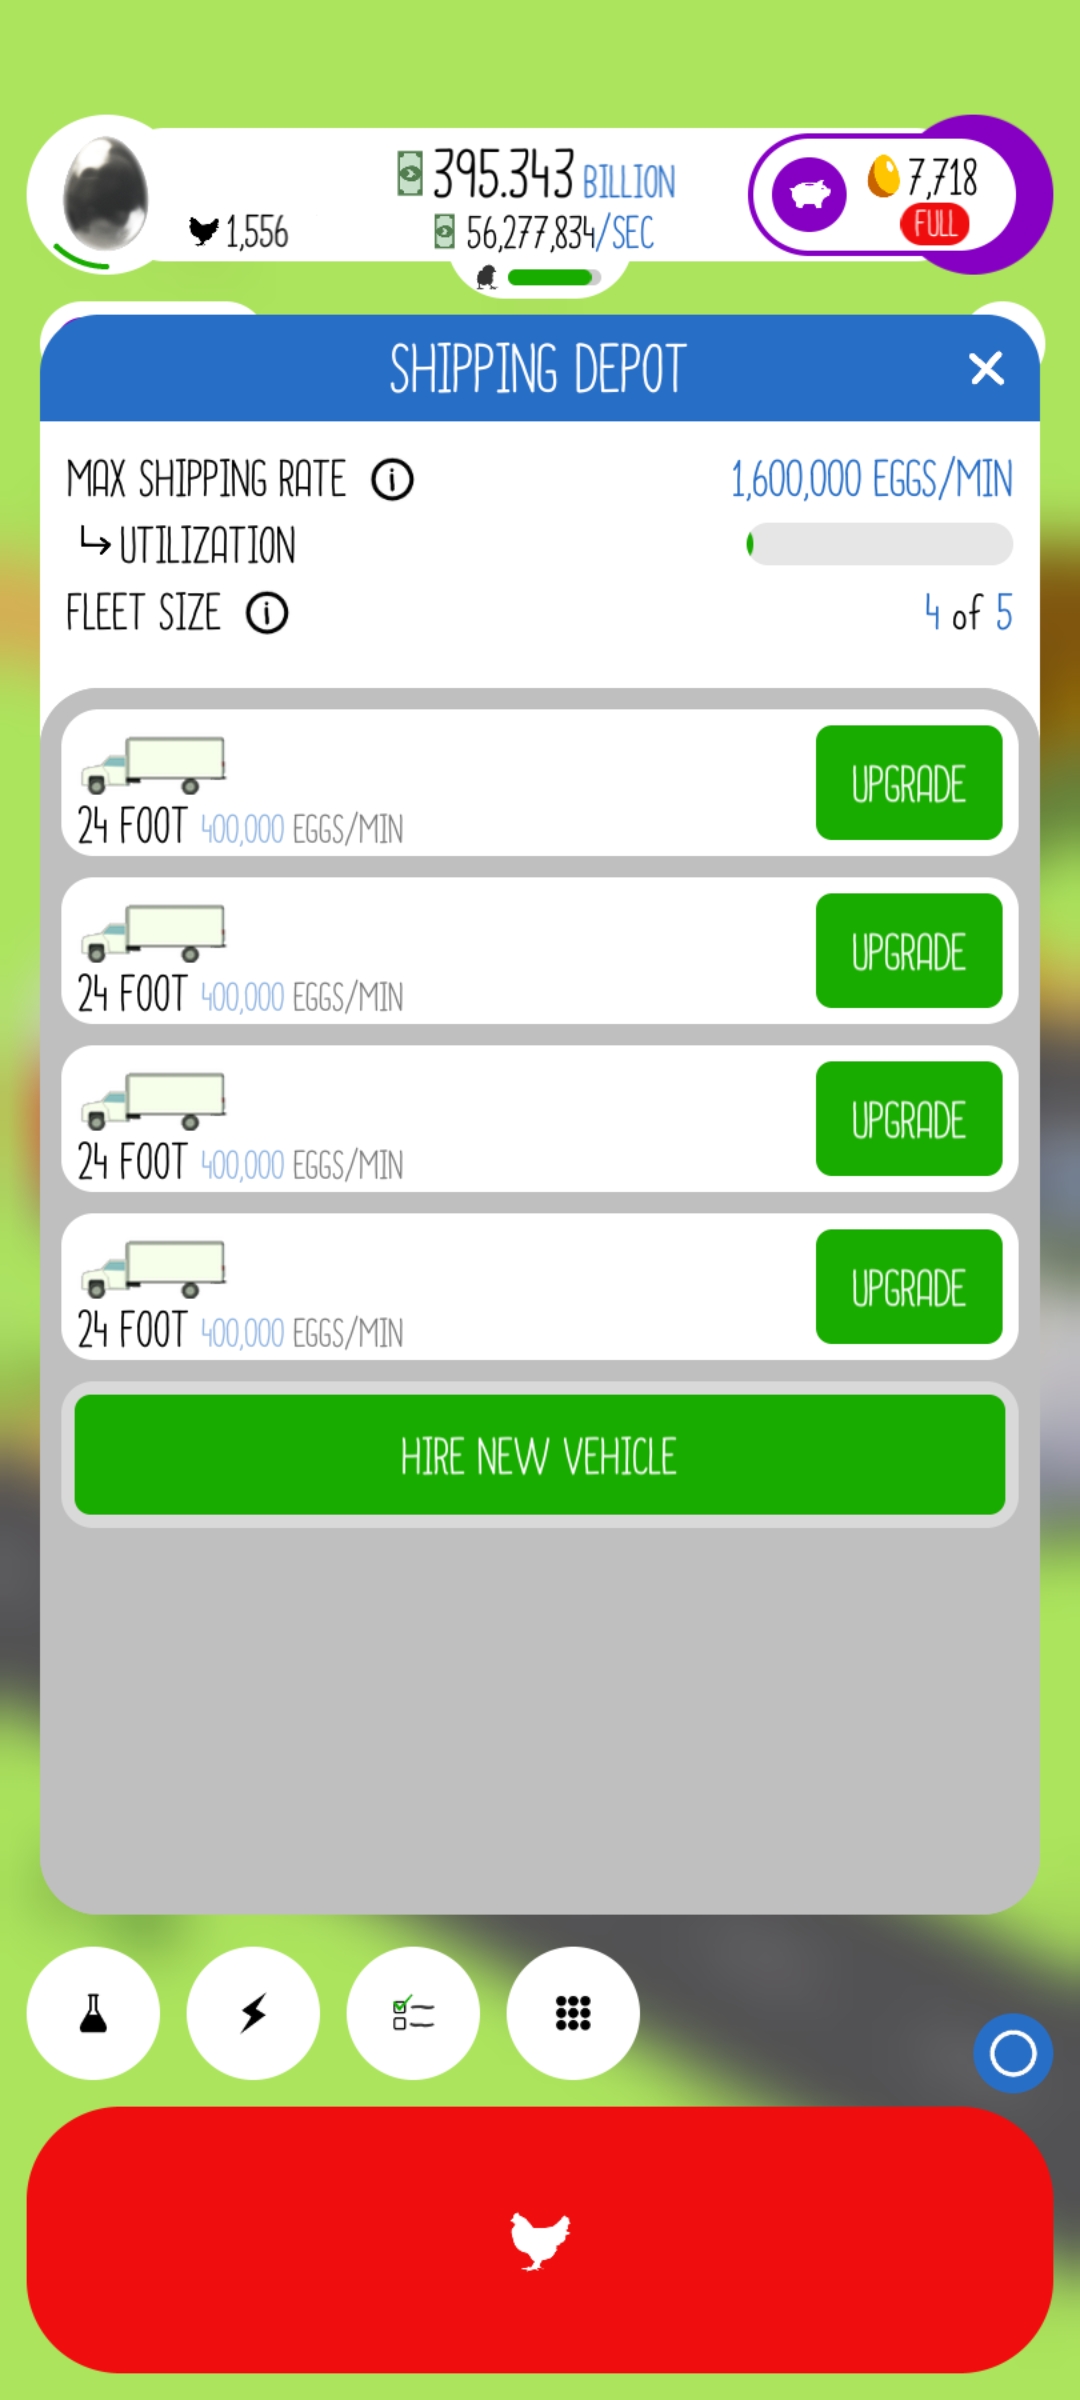 395.343 BILLION
1,556
56,277,834/SEC
7,718
FULL
SHIPPING DEPOT
MAX SHIPPING RATE i 1,600,000 EGGS/MIN
UTILIZATION
FLEET SIZE i 4 of 5
24 FOOT 400,000 EGGS/MIN
UPGRADE
24 FOOT 400,000 EGGS/MIN
UPGRADE
24 FOOT 400,000 EGGS/MIN
UPGRADE
24 FOOT 400,000 EGGS/MIN
UPGRADE
HIRE NEW VEHICLE